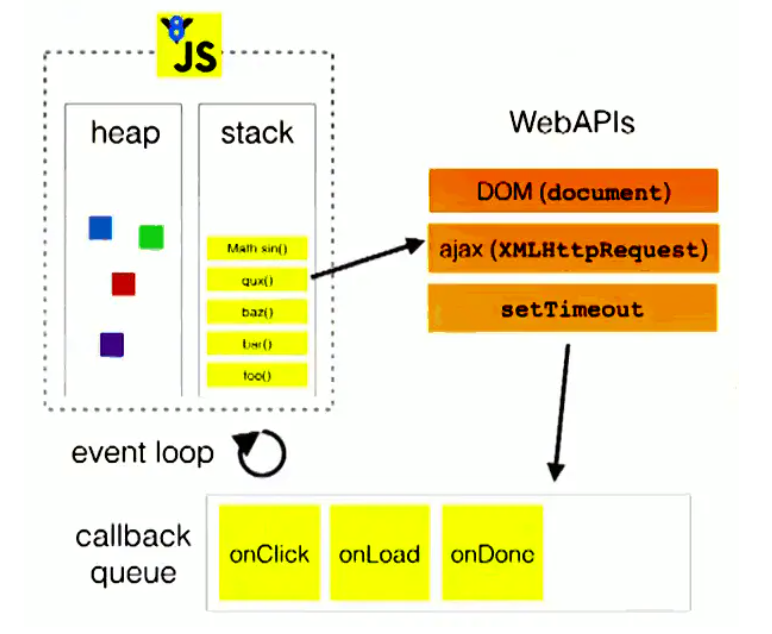 8
JS
heap
stack
WebAPIs
DOM (document)
ajax (XMLHttpRequest)
setTimeout
Math sin()
qux()
baz()
bar()
foo()
event loop
callback
queue
onClick
onLoad
onDone